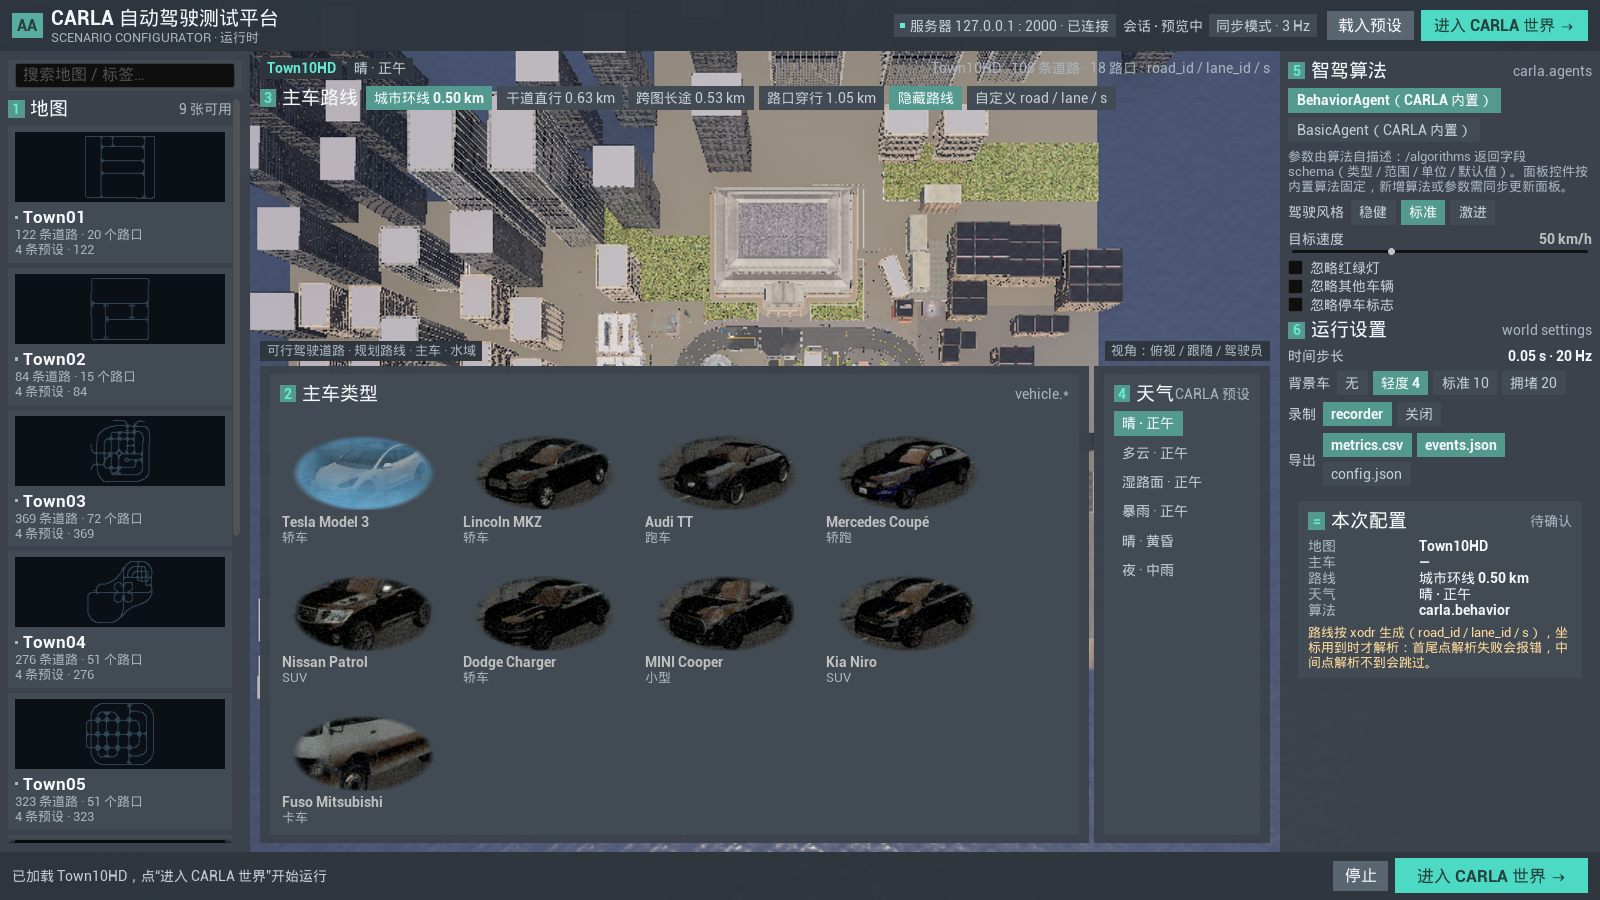 AA
CARLA 自动驾驶测试平台
SCENARIO CONFIGURATOR · 运行时
服务器 127.0.0.1 : 2000 · 已连接
会话 · 预览中
同步模式 · 3 Hz
载入预设
进入 CARLA 世界 →
搜索地图 / 标签...
1 地图 9 张可用
Town01
122 条道路 · 20 个路口
4 条预设 · 122
Town02
84 条道路 · 15 个路口
4 条预设 · 84
Town03
369 条道路 · 72 个路口
4 条预设 · 369
Town04
276 条道路 · 51 个路口
4 条预设 · 276
Town05
323 条道路 · 51 个路口
4 条预设 · 323
Town10HD 晴 · 正午
Town10HD · 108 条道路 · 18 路口 · road_id / lane_id / s
3 主车路线 城市环线 0.50 km 干道直行 0.63 km 跨图长途 0.53 km 路口穿行 1.05 km 隐藏路线 自定义 road / lane / s
可行驾驶道路 · 规划路线 · 主车 · 水域
视角：俯视 / 跟随 / 驾驶员
2 主车类型 vehicle.*
Tesla Model 3
轿车
Lincoln MKZ
轿车
Audi TT
跑车
Mercedes Coupé
轿跑
Nissan Patrol
SUV
Dodge Charger
轿车
MINI Cooper
小型
Kia Niro
SUV
Fuso Mitsubishi
卡车
4 天气 CARLA 预设
晴 · 正午
多云 · 正午
湿路面 · 正午
暴雨 · 正午
晴 · 黄昏
夜 · 中雨
5 智驾算法 carla.agents
BehaviorAgent（CARLA 内置）
BasicAgent（CARLA 内置）
参数由算法自描述：/algorithms 返回字段
schema（类型 / 范围 / 单位 / 默认值）。面板控件按
内置算法固定，新增算法或参数需同步更新面板。
驾驶风格 稳健 标准 激进
目标速度 50 km/h
忽略红绿灯
忽略其他车辆
忽略停车标志
6 运行设置 world settings
时间步长 0.05 s · 20 Hz
背景车 无 轻度 4 标准 10 拥堵 20
录制 recorder 关闭
导出 metrics.csv events.json
config.json
= 本次配置 待确认
地图 Town10HD
主车 —
路线 城市环线 0.50 km
天气 晴 · 正午
算法 carla.behavior
路线按 xodr 生成（road_id / lane_id / s），坐
标用到时才解析：首尾点解析失败会报错，中
间点解析不到会跳过。
已加载 Town10HD，点“进入 CARLA 世界”开始运行
停止
进入 CARLA 世界 →